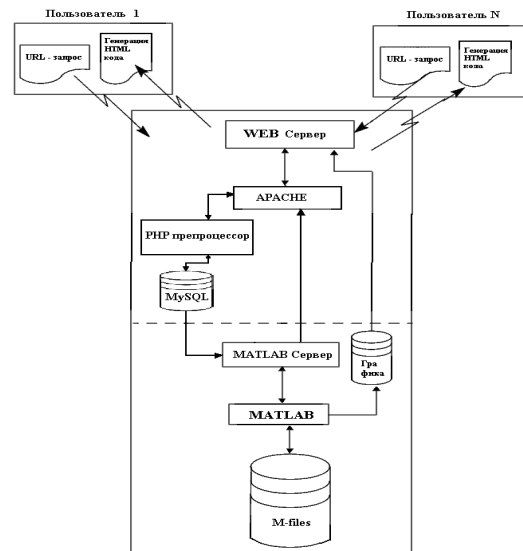 Пользователь 1
Пользователь N
URL - запрос
Генерация
HTML
кода
URL - запрос
Генерация
HTML
кода
WEB Сервер
APACHE
PHP препроцессор
MySQL
MATLAB Сервер
Гра
фика
MATLAB
M-files